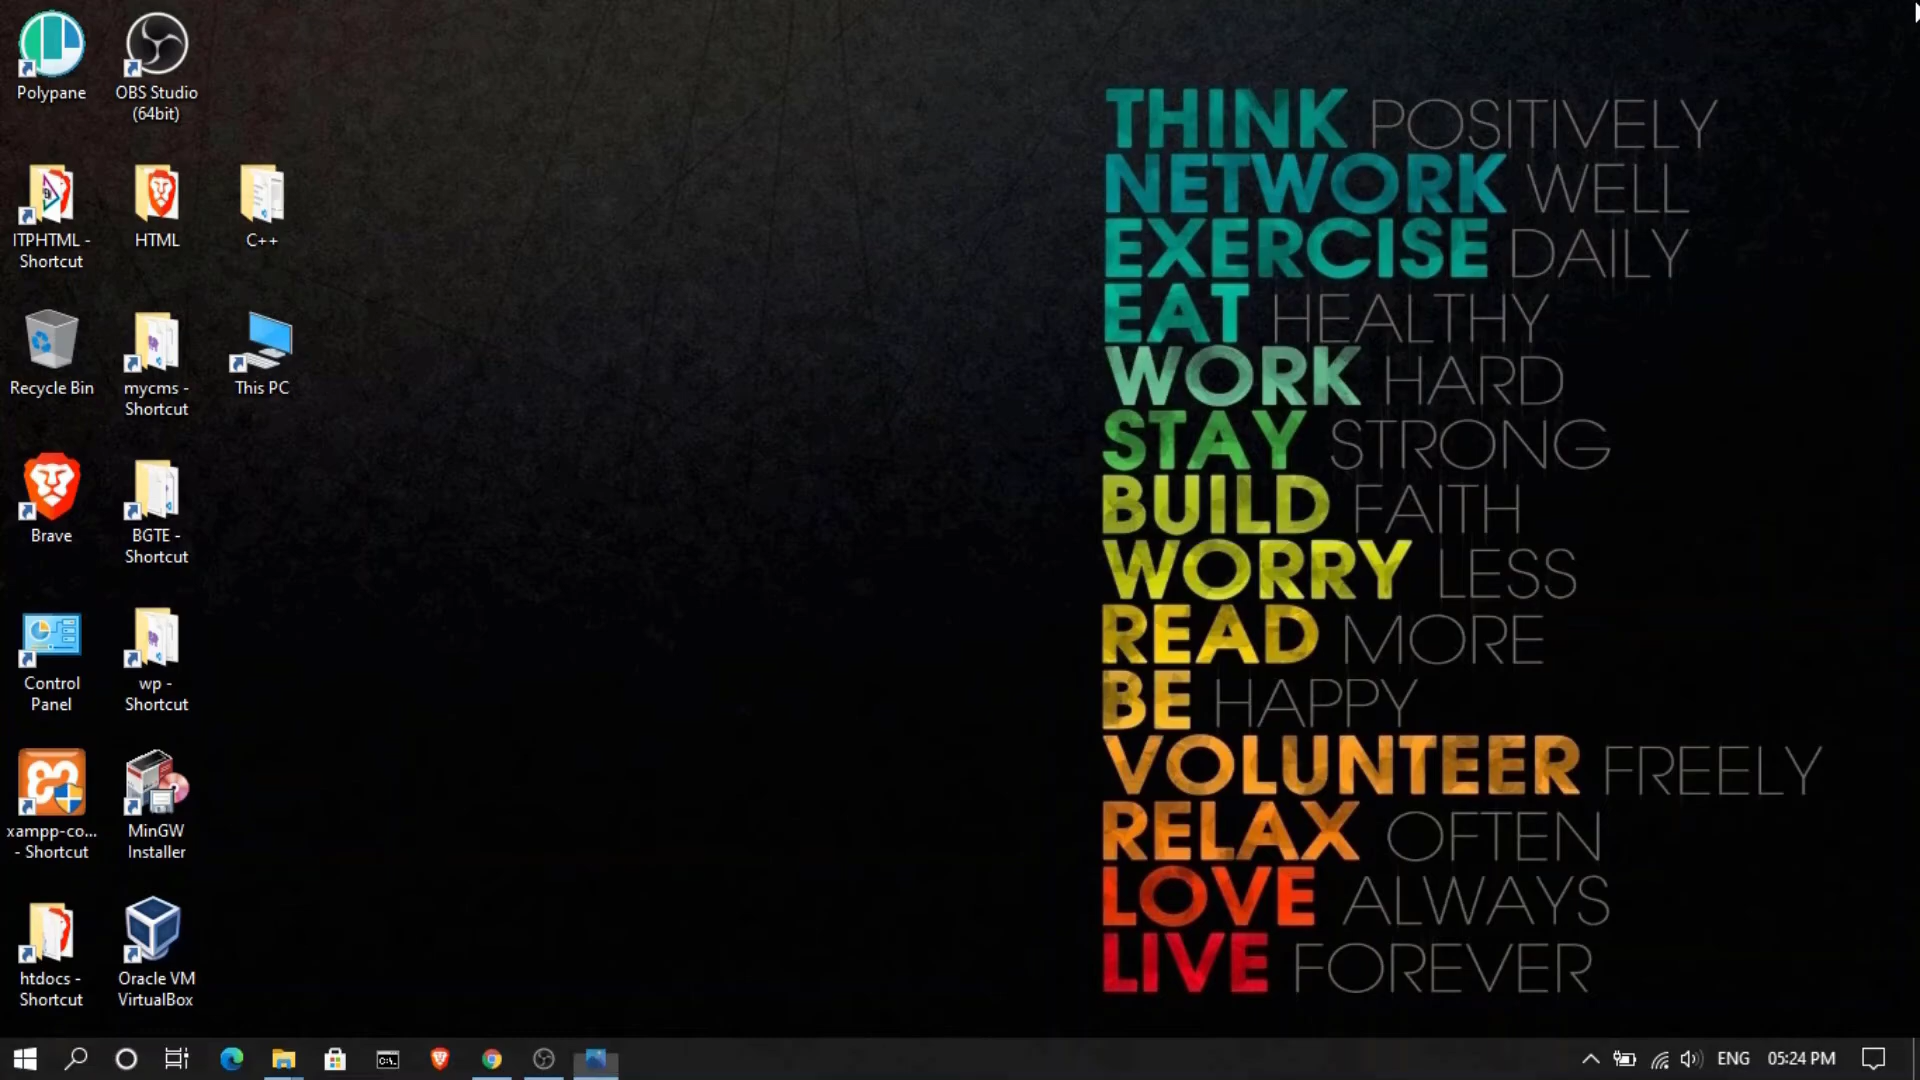 Polypane
OBS Studio
(64bit)
ITPHTML -
Shortcut
HTML
C++
Recycle Bin
mycms -
Shortcut
This PC
Brave
BGTE -
Shortcut
Control
Panel
wp -
Shortcut
xampp-co...
- Shortcut
MinGW
Installer
htdocs -
Shortcut
Oracle VM
VirtualBox
THINK POSITIVELY
NETWORK WELL
EXERCISE DAILY
EAT HEALTHY
WORK HARD
STAY STRONG
BUILD FAITH
WORRY LESS
READ MORE
BE HAPPY
VOLUNTEER FREELY
RELAX OFTEN
LOVE ALWAYS
LIVE FOREVER
ENG 05:24 PM